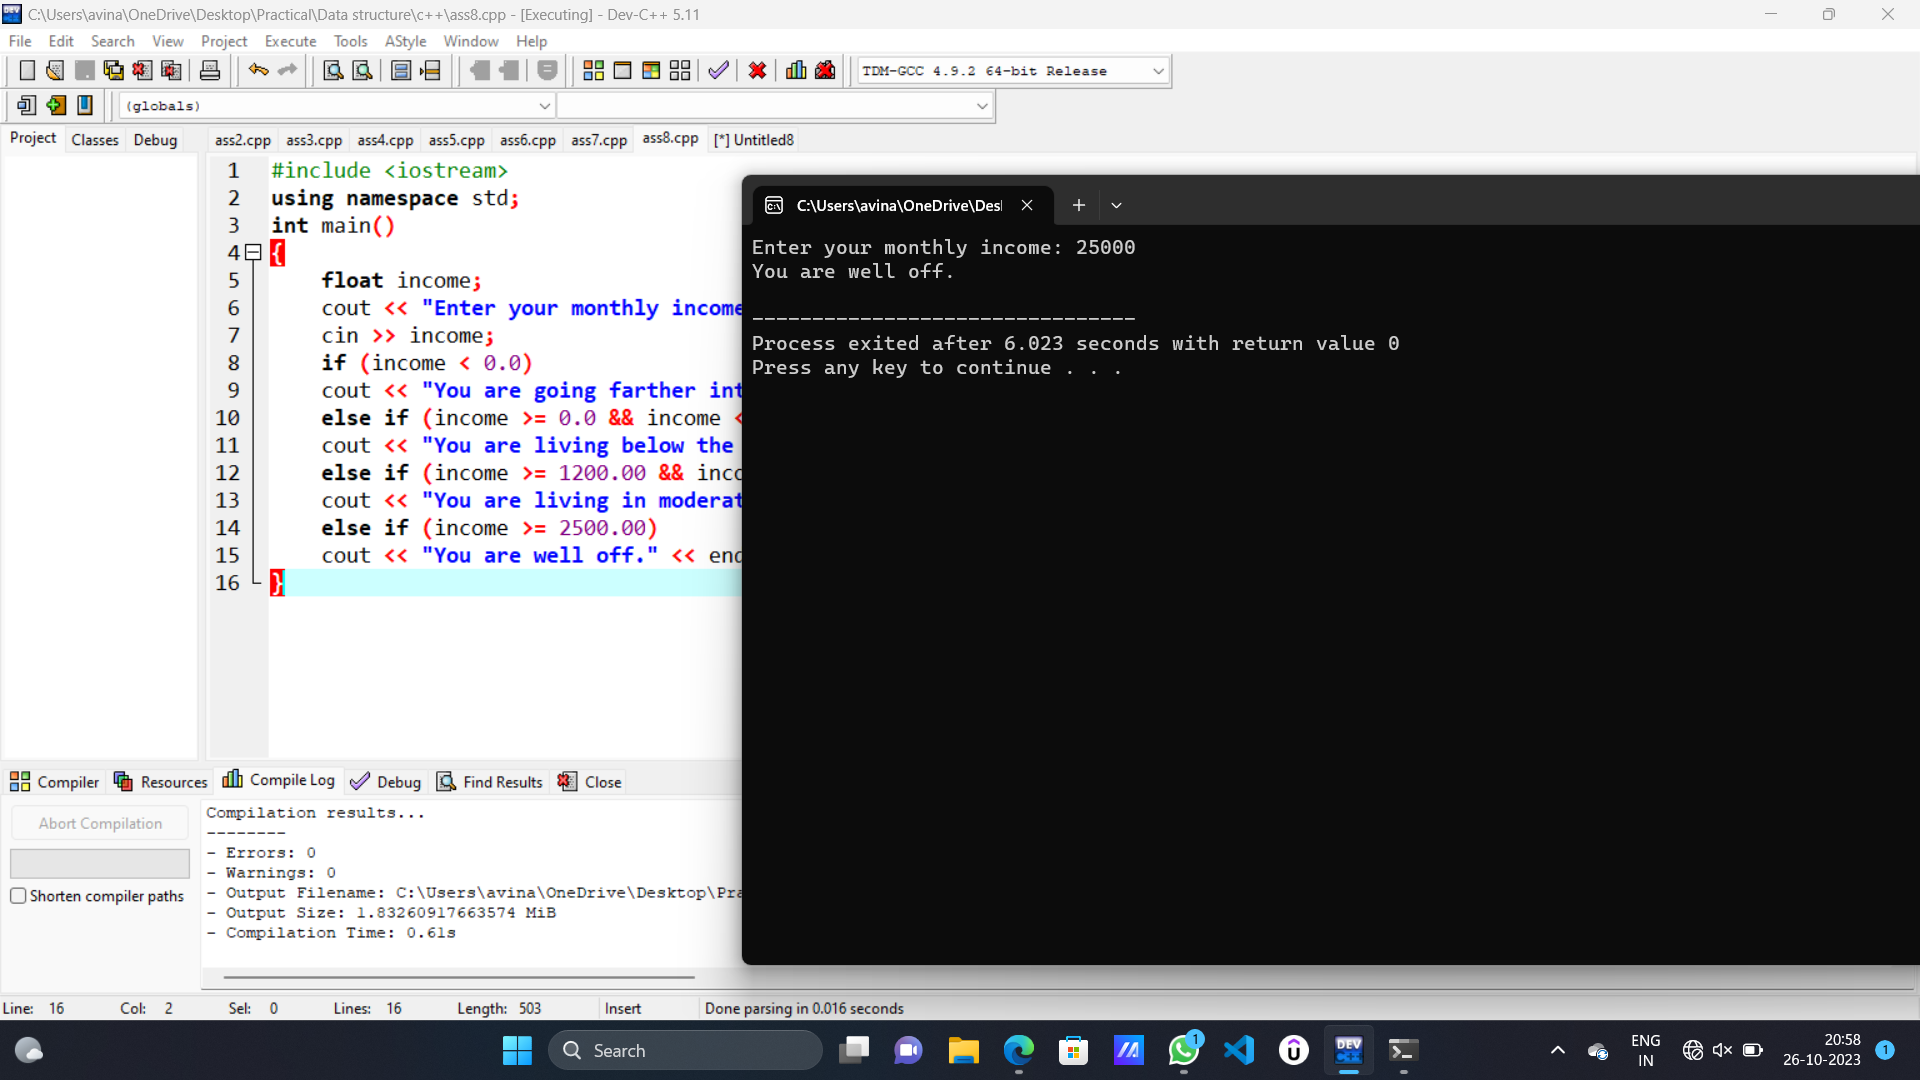 C:\Users\avina\OneDrive\Desktop\Practical\Data structure\c++\ass8.cpp - [Executing] - Dev-C++ 5.11
File Edit Search View Project Execute Tools AStyle Window Help
TDM-GCC 4.9.2 64-bit Release
(globals)
Project Classes Debug ass2.cpp ass3.cpp ass4.cpp ass5.cpp ass6.cpp ass7.cpp ass8.cpp [*] Untitled8
1 #include <iostream>
2 using namespace std;
3 int main()
4 {
5 float income;
6 cout << "Enter your monthly income
7 cin >> income;
8 if (income < 0.0)
9 cout << "You are going farther int
10 else if (income >= 0.0 && income <
11 cout << "You are living below the
12 else if (income >= 1200.00 && inco
13 cout << "You are living in moderat
14 else if (income >= 2500.00)
15 cout << "You are well off." << end
16 }
C:\Users\avina\OneDrive\Des
Enter your monthly income: 25000
You are well off.
--------------------------------
Process exited after 6.023 seconds with return value 0
Press any key to continue . . .
Compiler Resources Compile Log Debug Find Results Close
Abort Compilation
Shorten compiler paths
Compilation results...
--------
- Errors: 0
- Warnings: 0
- Output Filename: C:\Users\avina\OneDrive\Desktop\Pra
- Output Size: 1.83260917663574 MiB
- Compilation Time: 0.61s
Line: 16 Col: 2 Sel: 0 Lines: 16 Length: 503 Insert Done parsing in 0.016 seconds
Search
1
DEV C++
ENG
IN
20:58
26-10-2023
1